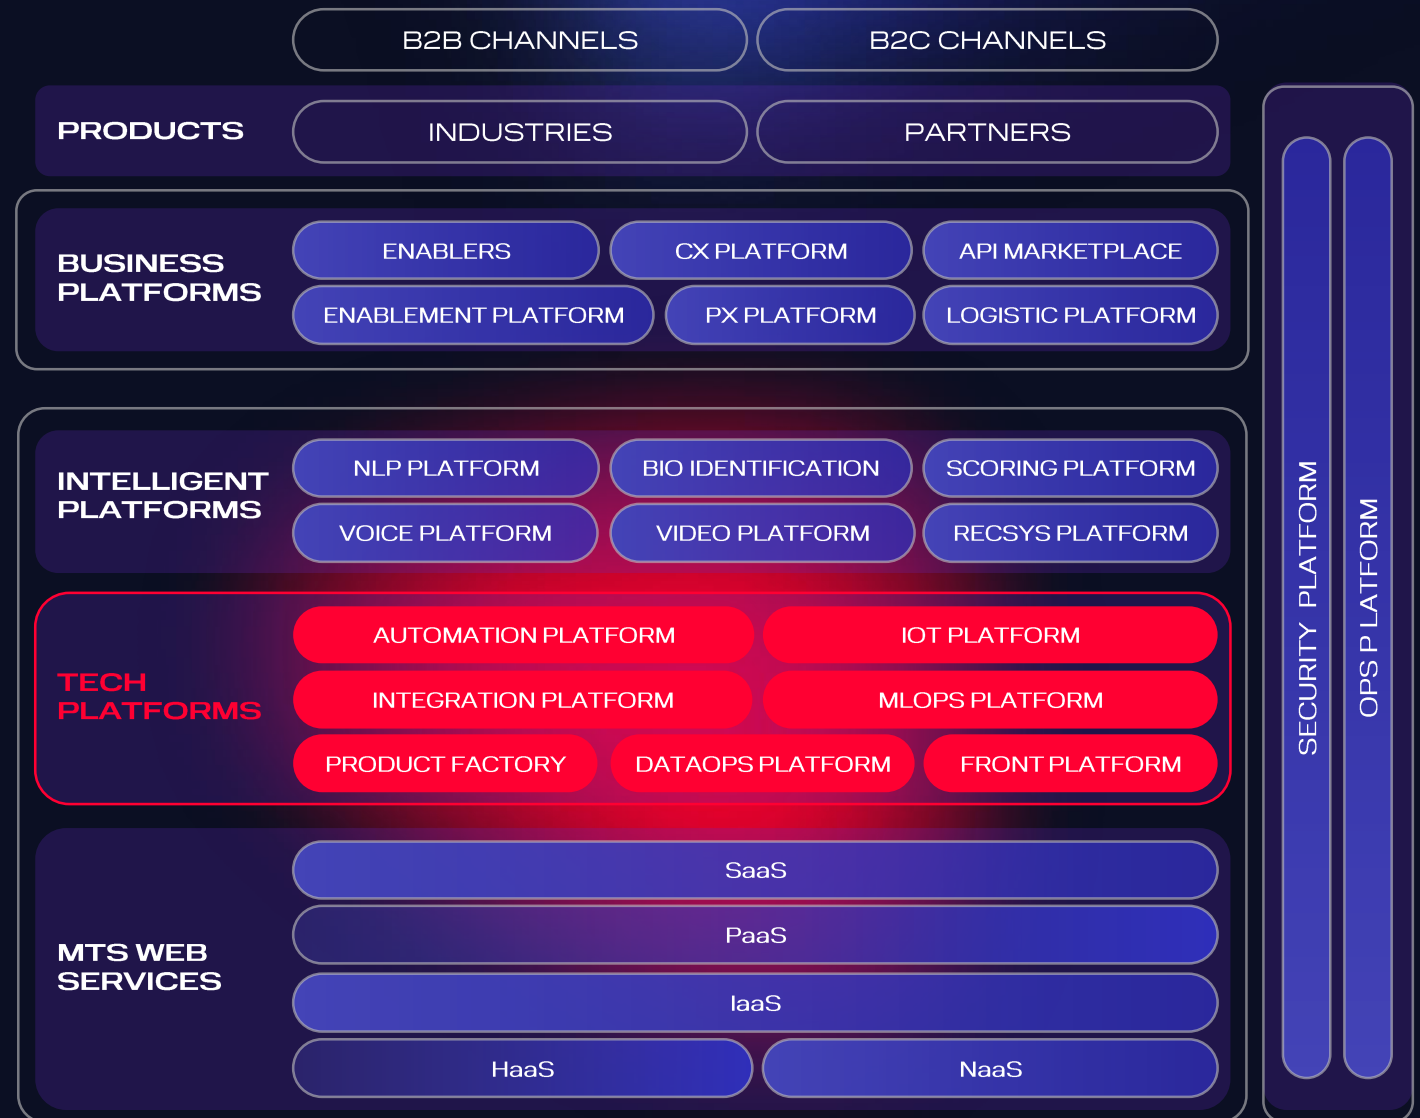 B2B CHANNELS
B2C CHANNELS
PRODUCTS
INDUSTRIES
PARTNERS
BUSINESS
PLATFORMS
ENABLERS
CX PLATFORM
API MARKETPLACE
ENABLEMENT PLATFORM
PX PLATFORM
LOGISTIC PLATFORM
INTELLIGENT
PLATFORMS
NLP PLATFORM
BIO IDENTIFICATION
SCORING PLATFORM
VOICE PLATFORM
VIDEO PLATFORM
RECSYS PLATFORM
TECH
PLATFORMS
AUTOMATION PLATFORM
IOT PLATFORM
INTEGRATION PLATFORM
MLOPS PLATFORM
PRODUCT FACTORY
DATAOPS PLATFORM
FRONT PLATFORM
MTS WEB
SERVICES
SaaS
PaaS
IaaS
HaaS
NaaS
SECURITY PLATFORM
OPS P LATFORM